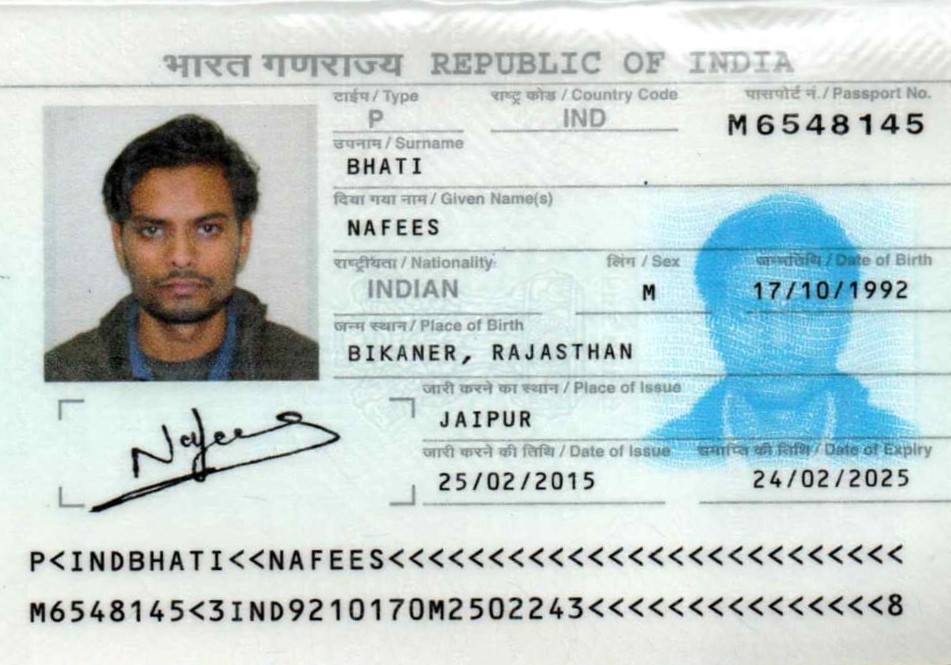 भारत गणराज्य REPUBLIC OF INDIA
टाईप / Type राष्ट्र कोड / Country Code पासपोर्ट नं. / Passport No.
P IND M6548145
उपनाम / Surname
BHATI
दिया गया नाम / Given Name(s)
NAFEES
राष्ट्रीयता / Nationality लिंग / Sex जन्मतिथि / Date of Birth
INDIAN M 17/10/1992
जन्म स्थान / Place of Birth
BIKANER, RAJASTHAN
जारी करने का स्थान / Place of Issue
JAIPUR
Nafees
जारी करने की तिथि / Date of Issue समाप्ति की तिथि / Date of Expiry
25/02/2015 24/02/2025
P<INDBHATI<<NAFEES<<<<<<<<<<<<<<<<<<<<<<<<<<
M6548145<3IND9210170M2502243<<<<<<<<<<<<<<<8